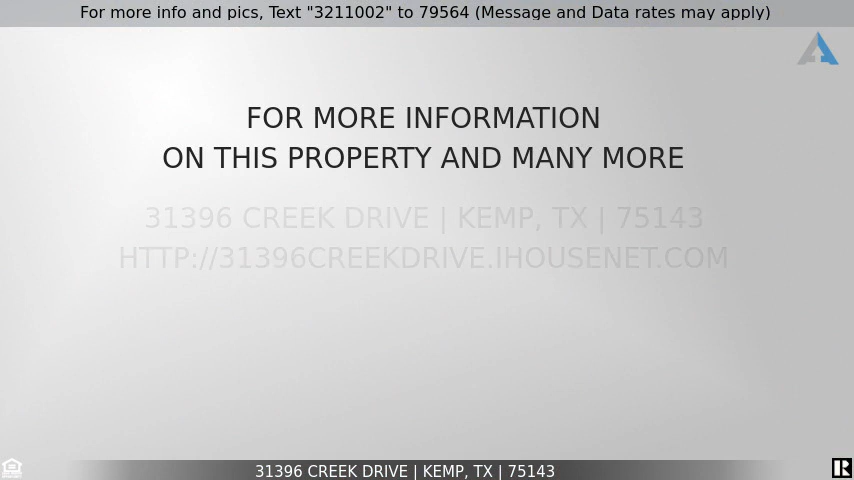 For more info and pics, Text "3211002" to 79564 (Message and Data rates may apply)
FOR MORE INFORMATION
ON THIS PROPERTY AND MANY MORE
31396 CREEK DRIVE | KEMP, TX | 75143
HTTP://31396CREEKDRIVE.IHOUSENET.COM
31396 CREEK DRIVE | KEMP, TX | 75143